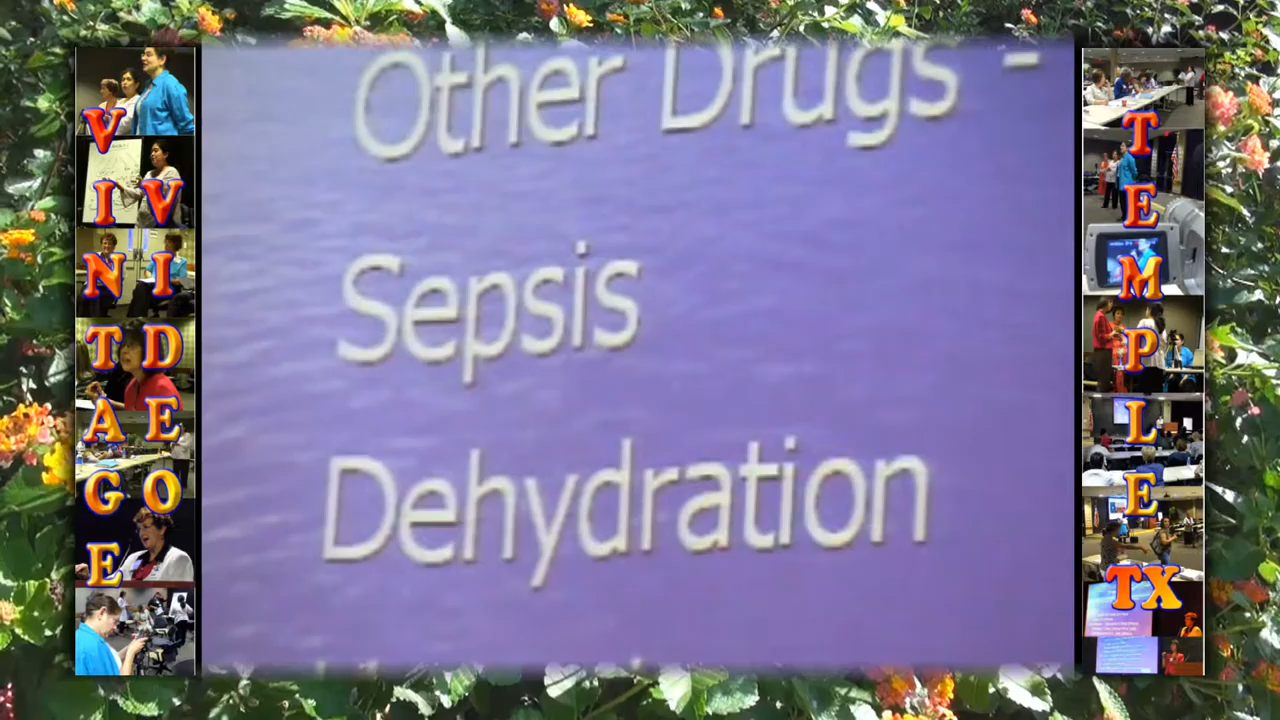 Other Drugs -
Sepsis
Dehydration
VINTAGE
VIDEO
TEMPLE
TX